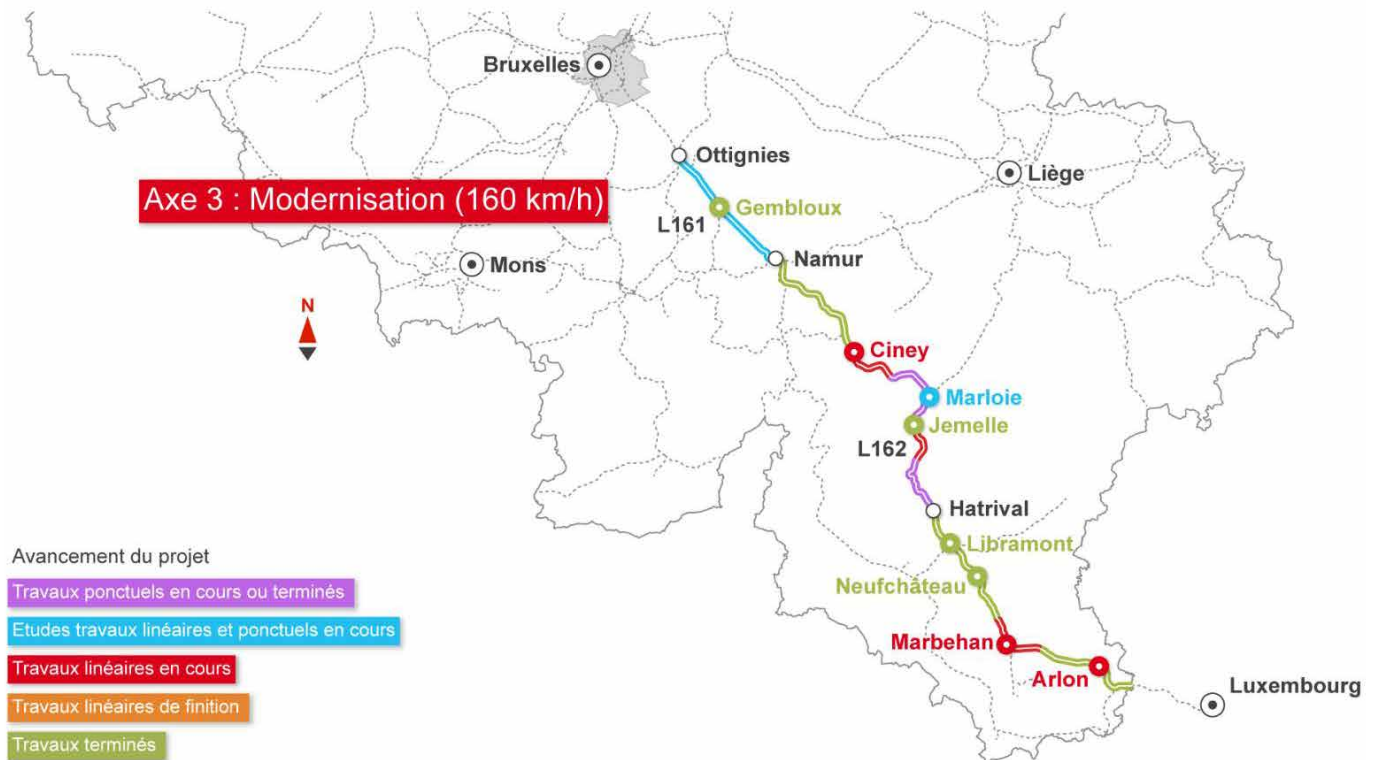 Bruxelles
Ottignies
Liège
Axe 3 : Modernisation (160 km/h)
Gembloux
L161
Namur
Mons
N
Ciney
Marloie
Jemelle
L162
Hatrival
Libramont
Neufchâteau
Marbehan
Arlon
Luxembourg
Avancement du projet
Travaux ponctuels en cours ou terminés
Etudes travaux linéaires et ponctuels en cours
Travaux linéaires en cours
Travaux linéaires de finition
Travaux terminés